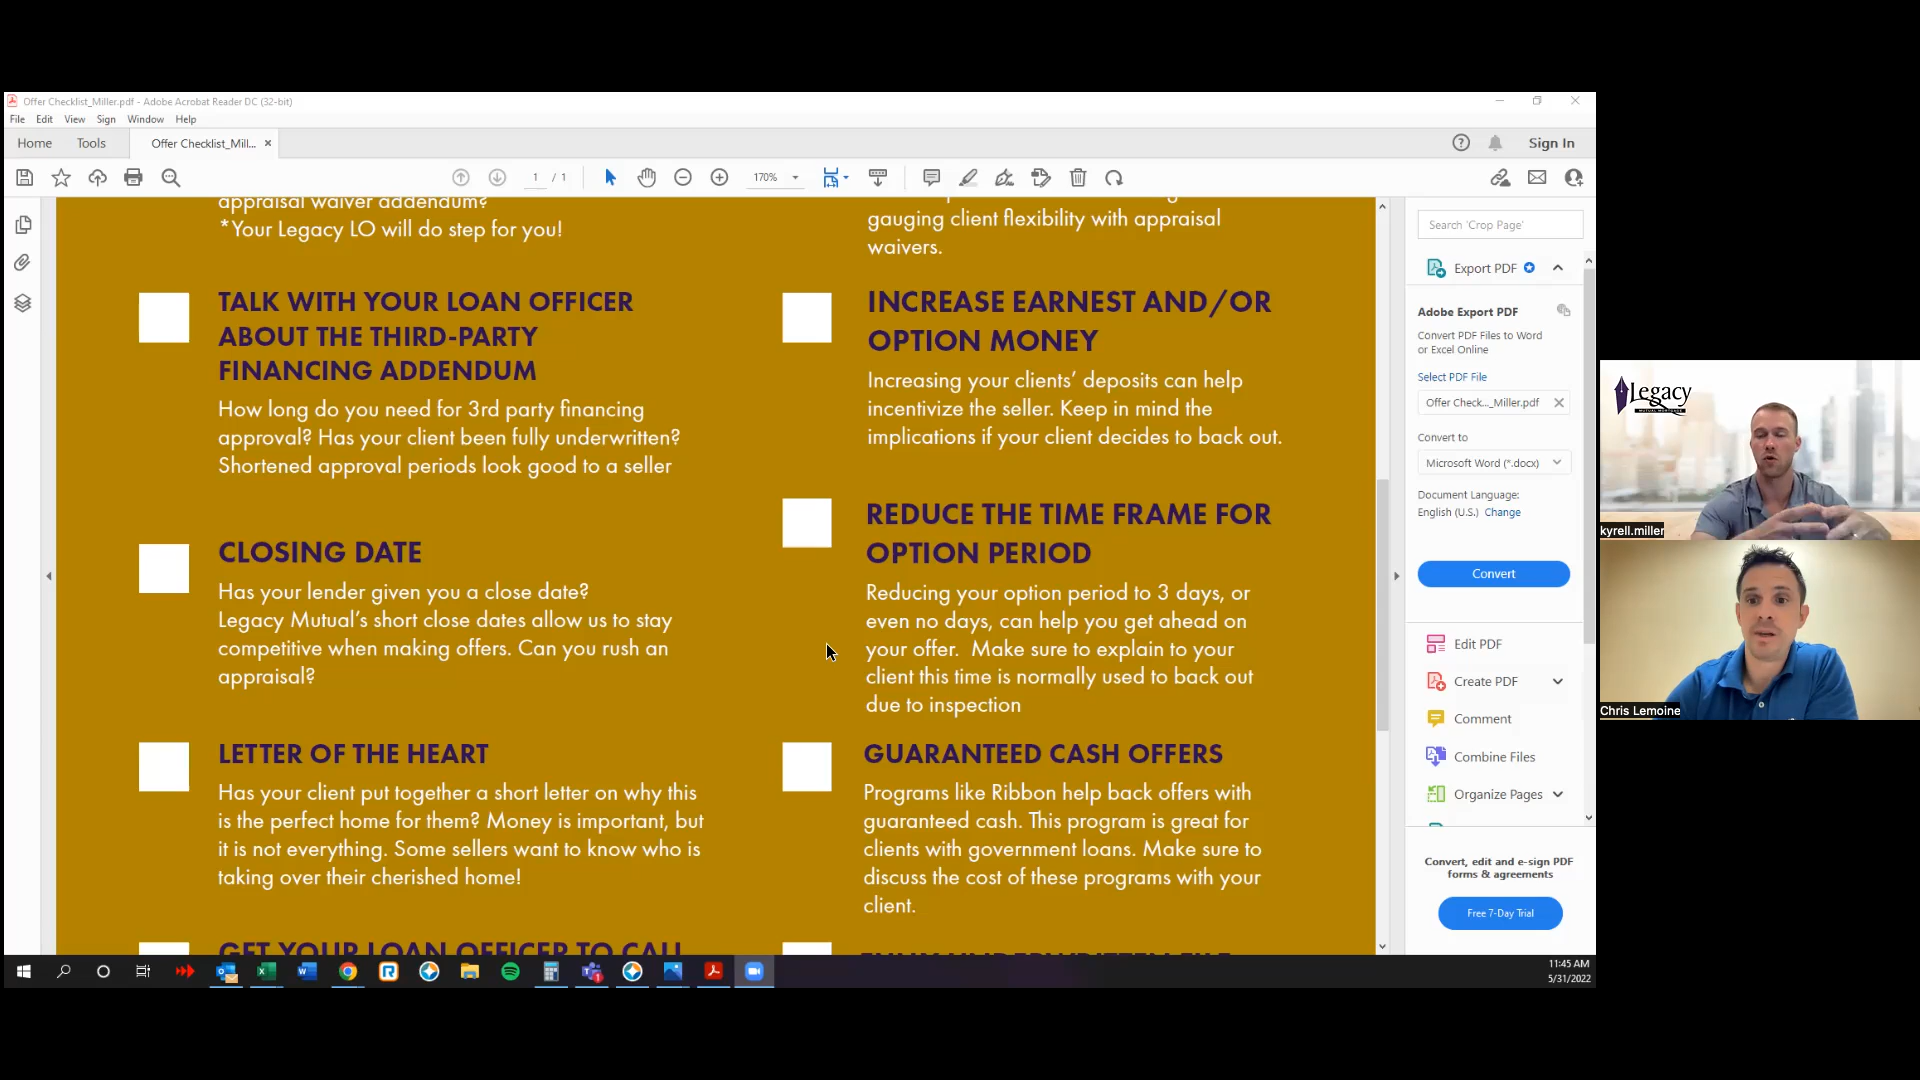 Offer Checklist_Miller.pdf - Adobe Acrobat Reader DC (32-bit)
File Edit View Sign Window Help
Home Tools Offer Checklist_Mill... ×
Sign In
1 / 1
170%
appraisal waiver addendum?
*Your Legacy LO will do step for you!
TALK WITH YOUR LOAN OFFICER
ABOUT THE THIRD-PARTY
FINANCING ADDENDUM
How long do you need for 3rd party financing
approval? Has your client been fully underwritten?
Shortened approval periods look good to a seller
CLOSING DATE
Has your lender given you a close date?
Legacy Mutual's short close dates allow us to stay
competitive when making offers. Can you rush an
appraisal?
LETTER OF THE HEART
Has your client put together a short letter on why this
is the perfect home for them? Money is important, but
it is not everything. Some sellers want to know who is
taking over their cherished home!
GET YOUR LOAN OFFICER TO CALL
gauging client flexibility with appraisal
waivers.
INCREASE EARNEST AND/OR
OPTION MONEY
Increasing your clients' deposits can help
incentivize the seller. Keep in mind the
implications if your client decides to back out.
REDUCE THE TIME FRAME FOR
OPTION PERIOD
Reducing your option period to 3 days, or
even no days, can help you get ahead on
your offer.  Make sure to explain to your
client this time is normally used to back out
due to inspection
GUARANTEED CASH OFFERS
Programs like Ribbon help back offers with
guaranteed cash. This program is great for
clients with government loans. Make sure to
discuss the cost of these programs with your
client.
Search 'Crop Page'
Export PDF
Adobe Export PDF
Convert PDF Files to Word
or Excel Online
Select PDF File
Offer Check..._Miller.pdf
Convert to
Microsoft Word (*.docx)
Document Language:
English (U.S.) Change
Convert
Edit PDF
Create PDF
Comment
Combine Files
Organize Pages
Convert, edit and e-sign PDF
forms & agreements
Free 7-Day Trial
11:45 AM
5/31/2022
Legacy
kyrell.miller
Chris Lemoine